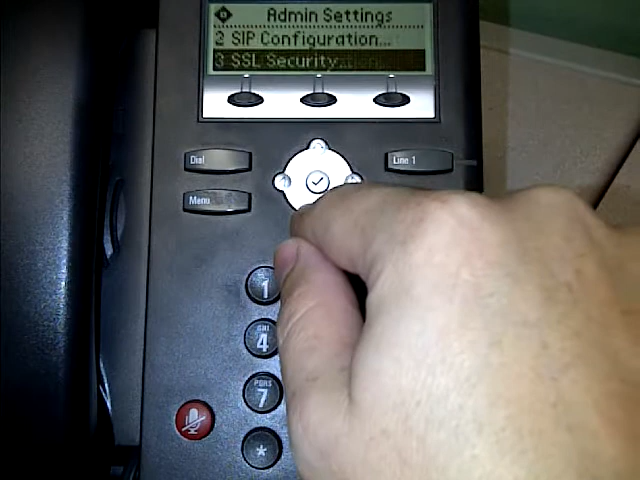 Admin Settings
2 SIP Configuration...
3 SSL Security...
Dial
Line 1
Menu
1
GHI
4
PQRS
7
*